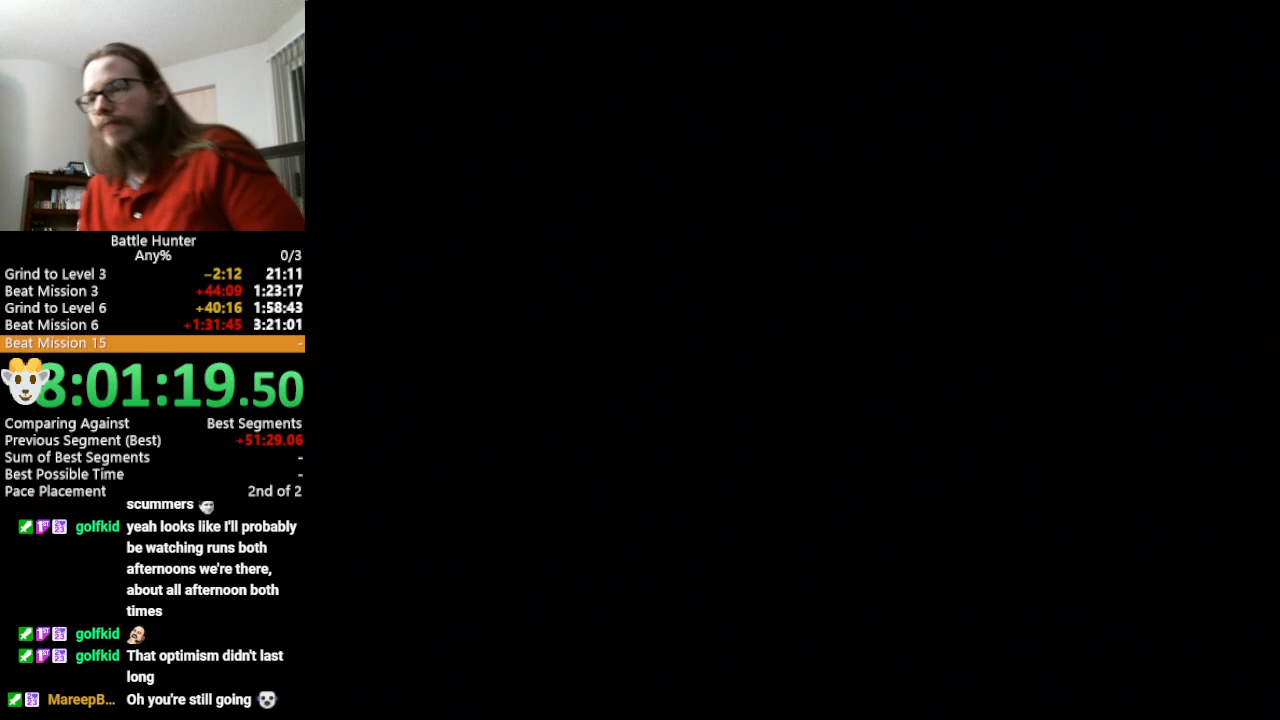 Battle Hunter
Any% 0/3
Grind to Level 3 −2:12 21:11
Beat Mission 3 +44:09 1:23:17
Grind to Level 6 +40:16 1:58:43
Beat Mission 6 +1:31:45 3:21:01
Beat Mission 15 -
8:01:19.50
Comparing Against Best Segments
Previous Segment (Best) +51:29.06
Sum of Best Segments -
Best Possible Time -
Pace Placement 2nd of 2
scummers
golfkid yeah looks like I'll probably
be watching runs both
afternoons we're there,
about all afternoon both
times
golfkid
golfkid That optimism didn't last
long
MareepB... Oh you're still going